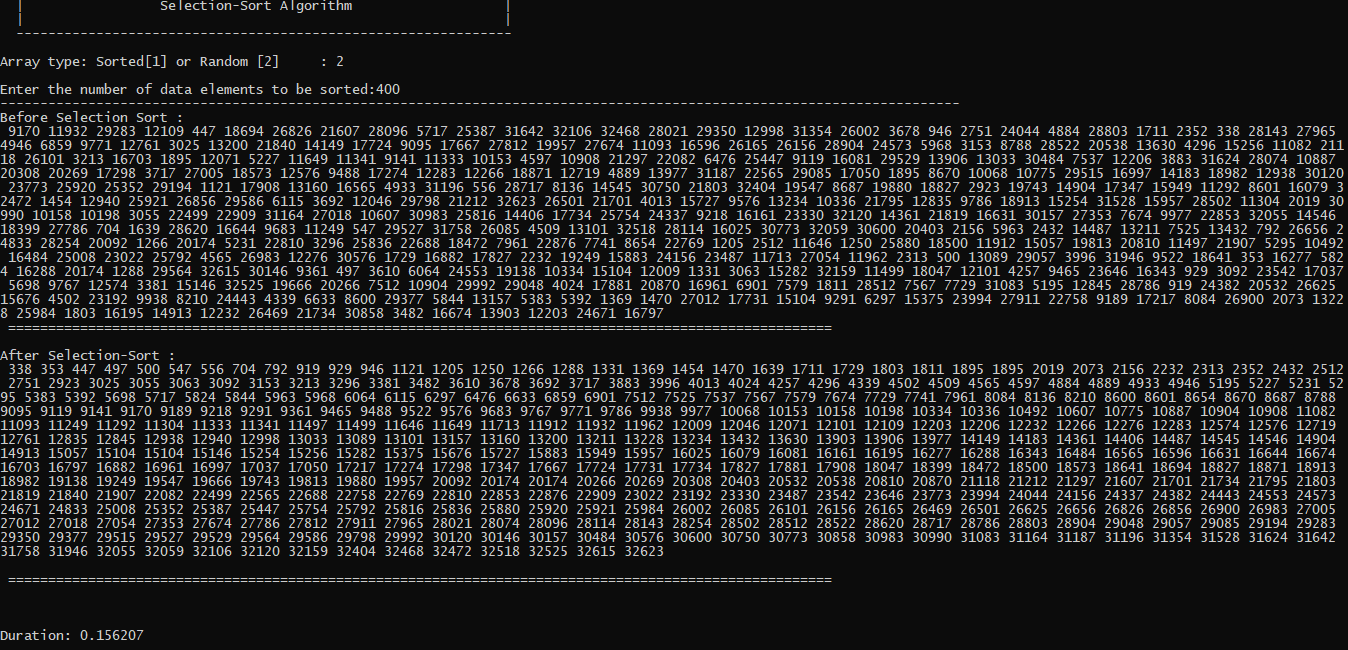 |                 Selection-Sort Algorithm                   |
|                                                            |
--------------------------------------------------------------
Array type: Sorted[1] or Random [2]     : 2
Enter the number of data elements to be sorted:400
------------------------------------------------------------------------------------------------------------------------
Before Selection Sort :
9170 11932 29283 12109 447 18694 26826 21607 28096 5717 25387 31642 32106 32468 28021 29350 12998 31354 26002 3678 946 2751 24044 4884 28803 1711 2352 338 28143 27965
4946 6859 9771 12761 3025 13200 21840 14149 17724 9095 17667 27812 19957 27674 11093 16596 26165 26156 28904 24573 5968 3153 8788 28522 20538 13630 4296 15256 11082 211
18 26101 3213 16703 1895 12071 5227 11649 11341 9141 11333 10153 4597 10908 21297 22082 6476 25447 9119 16081 29529 13906 13033 30484 7537 12206 3883 31624 28074 10887
20308 20269 17298 3717 27005 18573 12576 9488 17274 12283 12266 18871 12719 4889 13977 31187 22565 29085 17050 1895 8670 10068 10775 29515 16997 14183 18982 12938 30120
23773 25920 25352 29194 1121 17908 13160 16565 4933 31196 556 28717 8136 14545 30750 21803 32404 19547 8687 19880 18827 2923 19743 14904 17347 15949 11292 8601 16079 3
2472 1454 12940 25921 26856 29586 6115 3692 12046 29798 21212 32623 26501 21701 4013 15727 9576 13234 10336 21795 12835 9786 18913 15254 31528 15957 28502 11304 2019 30
990 10158 10198 3055 22499 22909 31164 27018 10607 30983 25816 14406 17734 25754 24337 9218 16161 23330 32120 14361 21819 16631 30157 27353 7674 9977 22853 32055 14546
18399 27786 704 1639 28620 16644 9683 11249 547 29527 31758 26085 4509 13101 32518 28114 16025 30773 32059 30600 20403 2156 5963 2432 14487 13211 7525 13432 792 26656 2
4833 28254 20092 1266 20174 5231 22810 3296 25836 22688 18472 7961 22876 7741 8654 22769 1205 2512 11646 1250 25880 18500 11912 15057 19813 20810 11497 21907 5295 10492
16484 25008 23022 25792 4565 26983 12276 30576 1729 16882 17827 2232 19249 15883 24156 23487 11713 27054 11962 2313 500 13089 29057 3996 31946 9522 18641 353 16277 582
4 16288 20174 1288 29564 32615 30146 9361 497 3610 6064 24553 19138 10334 15104 12009 1331 3063 15282 32159 11499 18047 12101 4257 9465 23646 16343 929 3092 23542 17037
5698 9767 12574 3381 15146 32525 19666 20266 7512 10904 29992 29048 4024 17881 20870 16961 6901 7579 1811 28512 7567 7729 31083 5195 12845 28786 919 24382 20532 26625
15676 4502 23192 9938 8210 24443 4339 6633 8600 29377 5844 13157 5383 5392 1369 1470 27012 17731 15104 9291 6297 15375 23994 27911 22758 9189 17217 8084 26900 2073 1322
8 25984 1803 16195 14913 12232 26469 21734 30858 3482 16674 13903 12203 24671 16797
=======================================================================================================
After Selection-Sort :
338 353 447 497 500 547 556 704 792 919 929 946 1121 1205 1250 1266 1288 1331 1369 1454 1470 1639 1711 1729 1803 1811 1895 1895 2019 2073 2156 2232 2313 2352 2432 2512
2751 2923 3025 3055 3063 3092 3153 3213 3296 3381 3482 3610 3678 3692 3717 3883 3996 4013 4024 4257 4296 4339 4502 4509 4565 4597 4884 4889 4933 4946 5195 5227 5231 52
95 5383 5392 5698 5717 5824 5844 5963 5968 6064 6115 6297 6476 6633 6859 6901 7512 7525 7537 7567 7579 7674 7729 7741 7961 8084 8136 8210 8600 8601 8654 8670 8687 8788
9095 9119 9141 9170 9189 9218 9291 9361 9465 9488 9522 9576 9683 9767 9771 9786 9938 9977 10068 10153 10158 10198 10334 10336 10492 10607 10775 10887 10904 10908 11082
11093 11249 11292 11304 11333 11341 11497 11499 11646 11649 11713 11912 11932 11962 12009 12046 12071 12101 12109 12203 12206 12232 12266 12276 12283 12574 12576 12719
12761 12835 12845 12938 12940 12998 13033 13089 13101 13157 13160 13200 13211 13228 13234 13432 13630 13903 13906 13977 14149 14183 14361 14406 14487 14545 14546 14904
14913 15057 15104 15104 15146 15254 15256 15282 15375 15676 15727 15883 15949 15957 16025 16079 16081 16161 16195 16277 16288 16343 16484 16565 16596 16631 16644 16674
16703 16797 16882 16961 16997 17037 17050 17217 17274 17298 17347 17667 17724 17731 17734 17827 17881 17908 18047 18399 18472 18500 18573 18641 18694 18827 18871 18913
18982 19138 19249 19547 19666 19743 19813 19880 19957 20092 20174 20174 20266 20269 20308 20403 20532 20538 20810 20870 21118 21212 21297 21607 21701 21734 21795 21803
21819 21840 21907 22082 22499 22565 22688 22758 22769 22810 22853 22876 22909 23022 23192 23330 23487 23542 23646 23773 23994 24044 24156 24337 24382 24443 24553 24573
24671 24833 25008 25352 25387 25447 25754 25792 25816 25836 25880 25920 25921 25984 26002 26085 26101 26156 26165 26469 26501 26625 26656 26826 26856 26900 26983 27005
27012 27018 27054 27353 27674 27786 27812 27911 27965 28021 28074 28096 28114 28143 28254 28502 28512 28522 28620 28717 28786 28803 28904 29048 29057 29085 29194 29283
29350 29377 29515 29527 29529 29564 29586 29798 29992 30120 30146 30157 30484 30576 30600 30750 30773 30858 30983 30990 31083 31164 31187 31196 31354 31528 31624 31642
31758 31946 32055 32059 32106 32120 32159 32404 32468 32472 32518 32525 32615 32623
=======================================================================================================
Duration: 0.156207